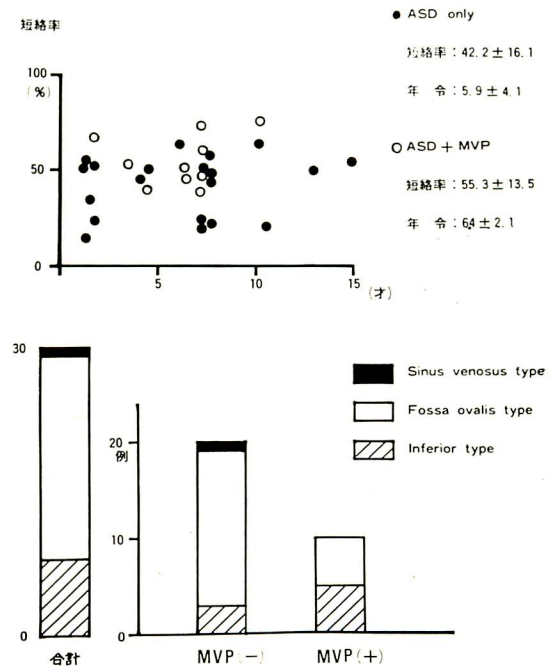 短絡率
100
(%)
50
0
5
10
15
(才)
● ASD only
短絡率：42.2±16.1
年 令：5.9±4.1
○ ASD＋MVP
短絡率：55.3±13.5
年 令：64±2.1
30
0
合計
20
例
10
0
MVP(−)
MVP(+)
Sinus venosus type
Fossa ovalis type
Inferior type